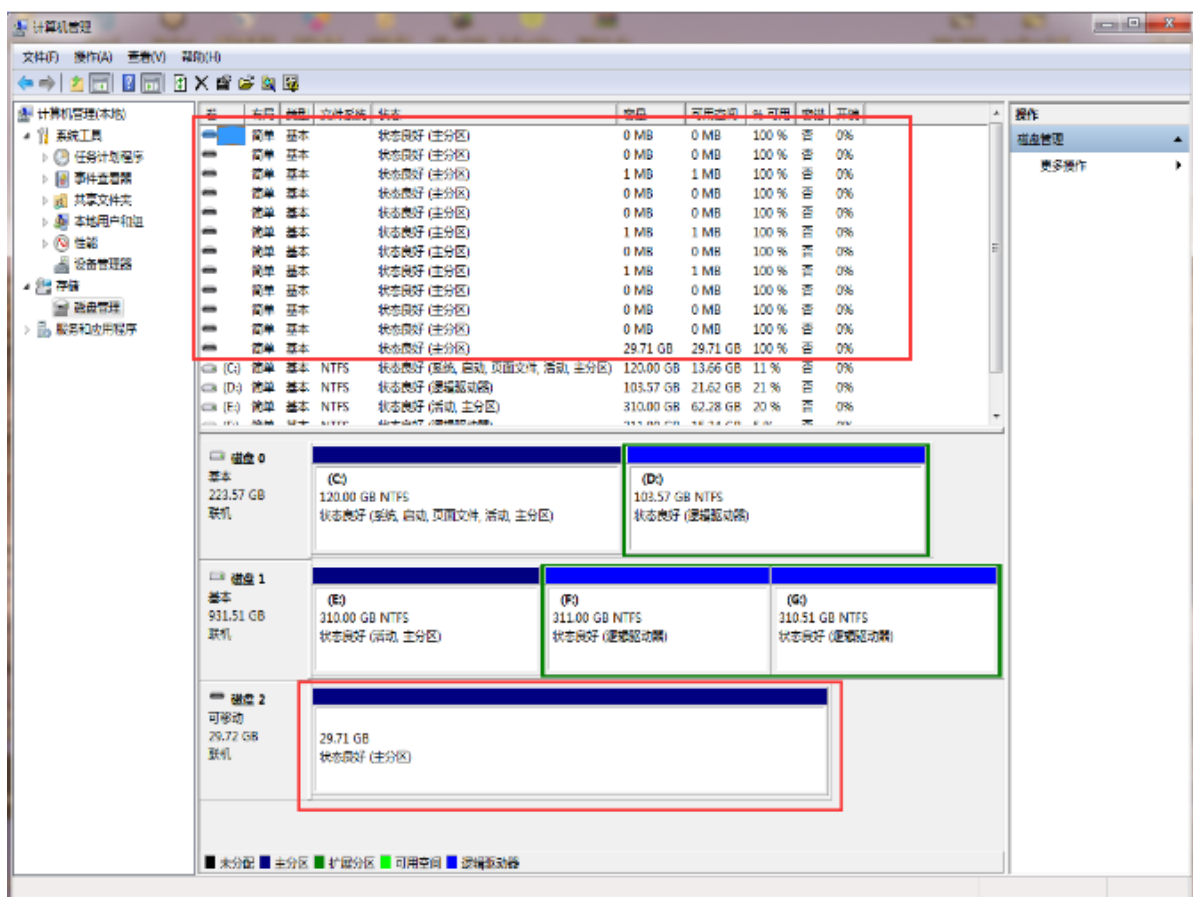 计算机管理
文件(F) 操作(A) 查看(V) 帮助(H)
计算机管理(本地)
系统工具
任务计划程序
事件查看器
共享文件夹
本地用户和组
性能
设备管理器
存储
磁盘管理
服务和应用程序
卷 布局 类型 文件系统 状态 容量 可用空间 % 可用 容错 开销
简单 基本 状态良好 (主分区) 0 MB 0 MB 100 % 否 0%
简单 基本 状态良好 (主分区) 0 MB 0 MB 100 % 否 0%
简单 基本 状态良好 (主分区) 1 MB 1 MB 100 % 否 0%
简单 基本 状态良好 (主分区) 0 MB 0 MB 100 % 否 0%
简单 基本 状态良好 (主分区) 0 MB 0 MB 100 % 否 0%
简单 基本 状态良好 (主分区) 1 MB 1 MB 100 % 否 0%
简单 基本 状态良好 (主分区) 0 MB 0 MB 100 % 否 0%
简单 基本 状态良好 (主分区) 1 MB 1 MB 100 % 否 0%
简单 基本 状态良好 (主分区) 0 MB 0 MB 100 % 否 0%
简单 基本 状态良好 (主分区) 0 MB 0 MB 100 % 否 0%
简单 基本 状态良好 (主分区) 0 MB 0 MB 100 % 否 0%
简单 基本 状态良好 (主分区) 29.71 GB 29.71 GB 100 % 否 0%
(C:) 简单 基本 NTFS 状态良好 (系统, 启动, 页面文件, 活动, 主分区) 120.00 GB 13.66 GB 11 % 否 0%
(D:) 简单 基本 NTFS 状态良好 (逻辑驱动器) 103.57 GB 21.62 GB 21 % 否 0%
(E:) 简单 基本 NTFS 状态良好 (活动, 主分区) 310.00 GB 62.28 GB 20 % 否 0%
磁盘 0
基本
223.57 GB
联机
(C:)
120.00 GB NTFS
状态良好 (系统, 启动, 页面文件, 活动, 主分区)
(D:)
103.57 GB NTFS
状态良好 (逻辑驱动器)
磁盘 1
基本
931.51 GB
联机
(E:)
310.00 GB NTFS
状态良好 (活动, 主分区)
(F:)
311.00 GB NTFS
状态良好 (逻辑驱动器)
(G:)
310.51 GB NTFS
状态良好 (逻辑驱动器)
磁盘 2
可移动
29.72 GB
联机
29.71 GB
状态良好 (主分区)
未分配 主分区 扩展分区 可用空间 逻辑驱动器
操作
磁盘管理
更多操作